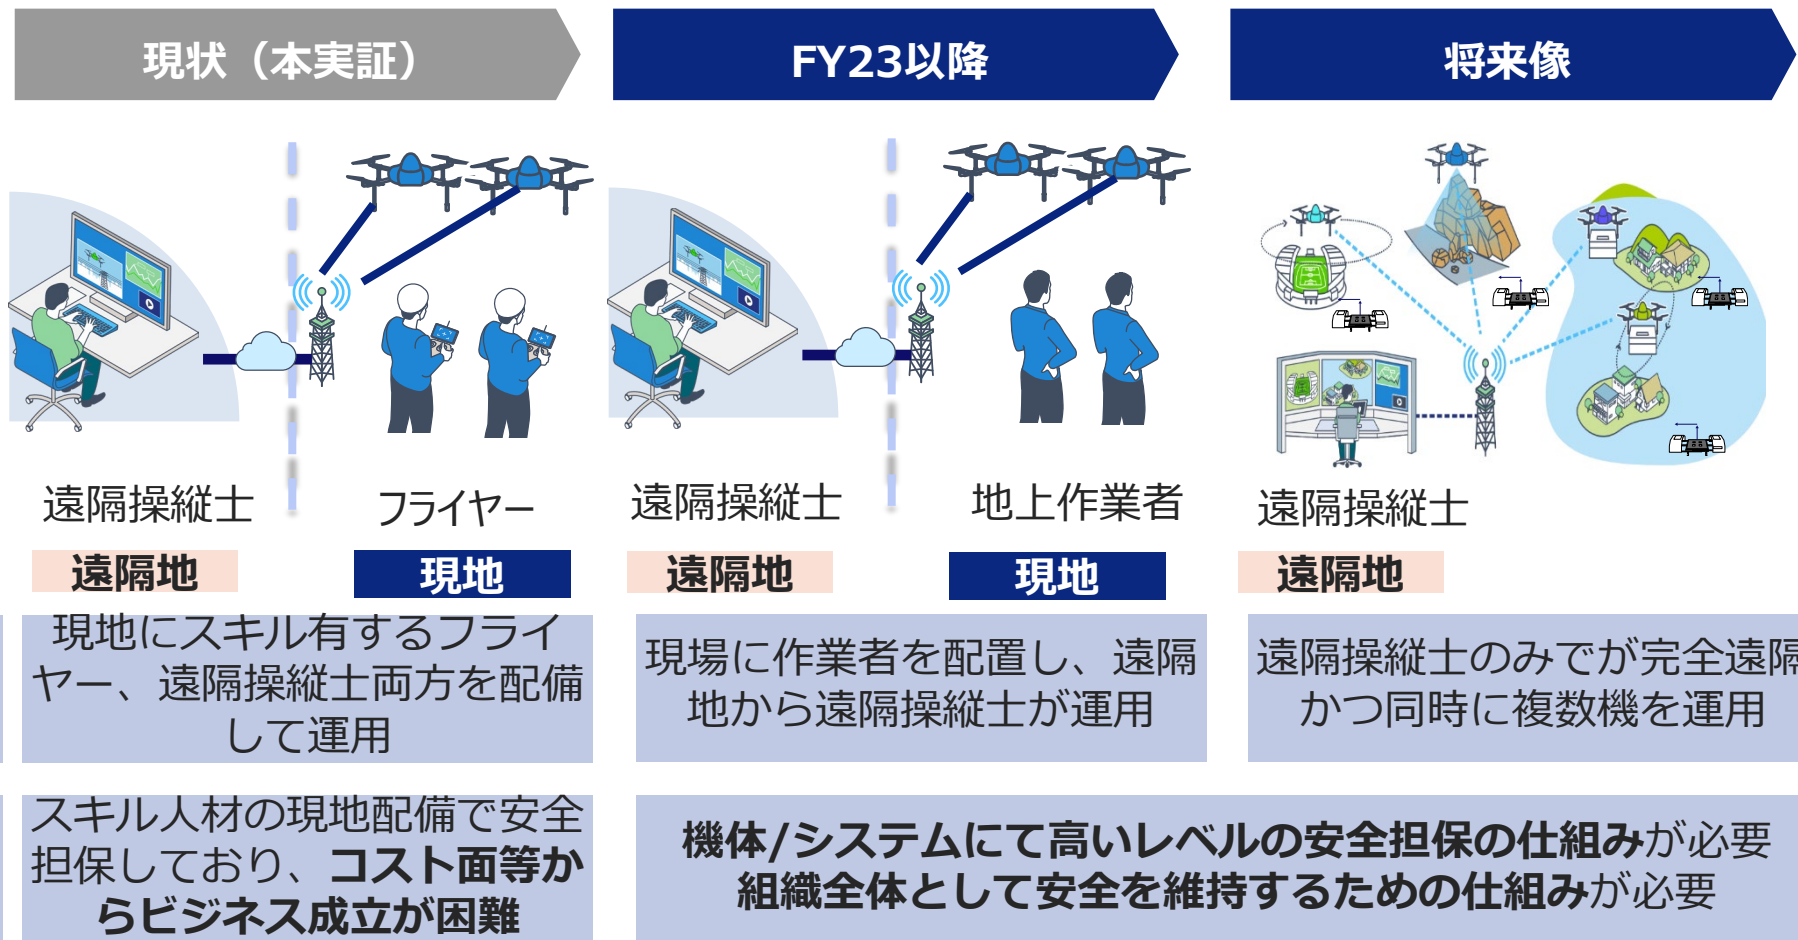 現状（本実証）
FY23以降
将来像
遠隔操縦士
フライヤー
遠隔操縦士
地上作業者
遠隔操縦士
遠隔地
現地
遠隔地
現地
遠隔地
現地にスキル有するフライ
ヤー、遠隔操縦士両方を配備
して運用
現場に作業者を配置し、遠隔
地から遠隔操縦士が運用
遠隔操縦士のみでが完全遠隔
かつ同時に複数機を運用
スキル人材の現地配備で安全
担保しており、コスト面等か
らビジネス成立が困難
機体/システムにて高いレベルの安全担保の仕組みが必要
組織全体として安全を維持するための仕組みが必要